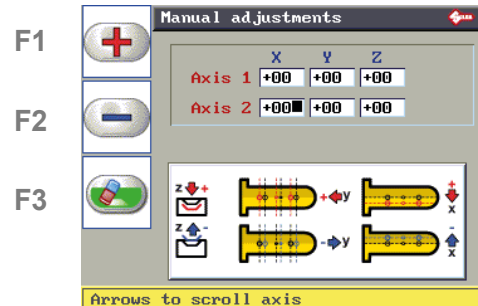 Manual adjustments
SILCA
F1
F2
F3
X Y Z
Axis 1 +00 +00 +00
Axis 2 +00 +00 +00
z + +y + x
z - -y - x
Arrows to scroll axis